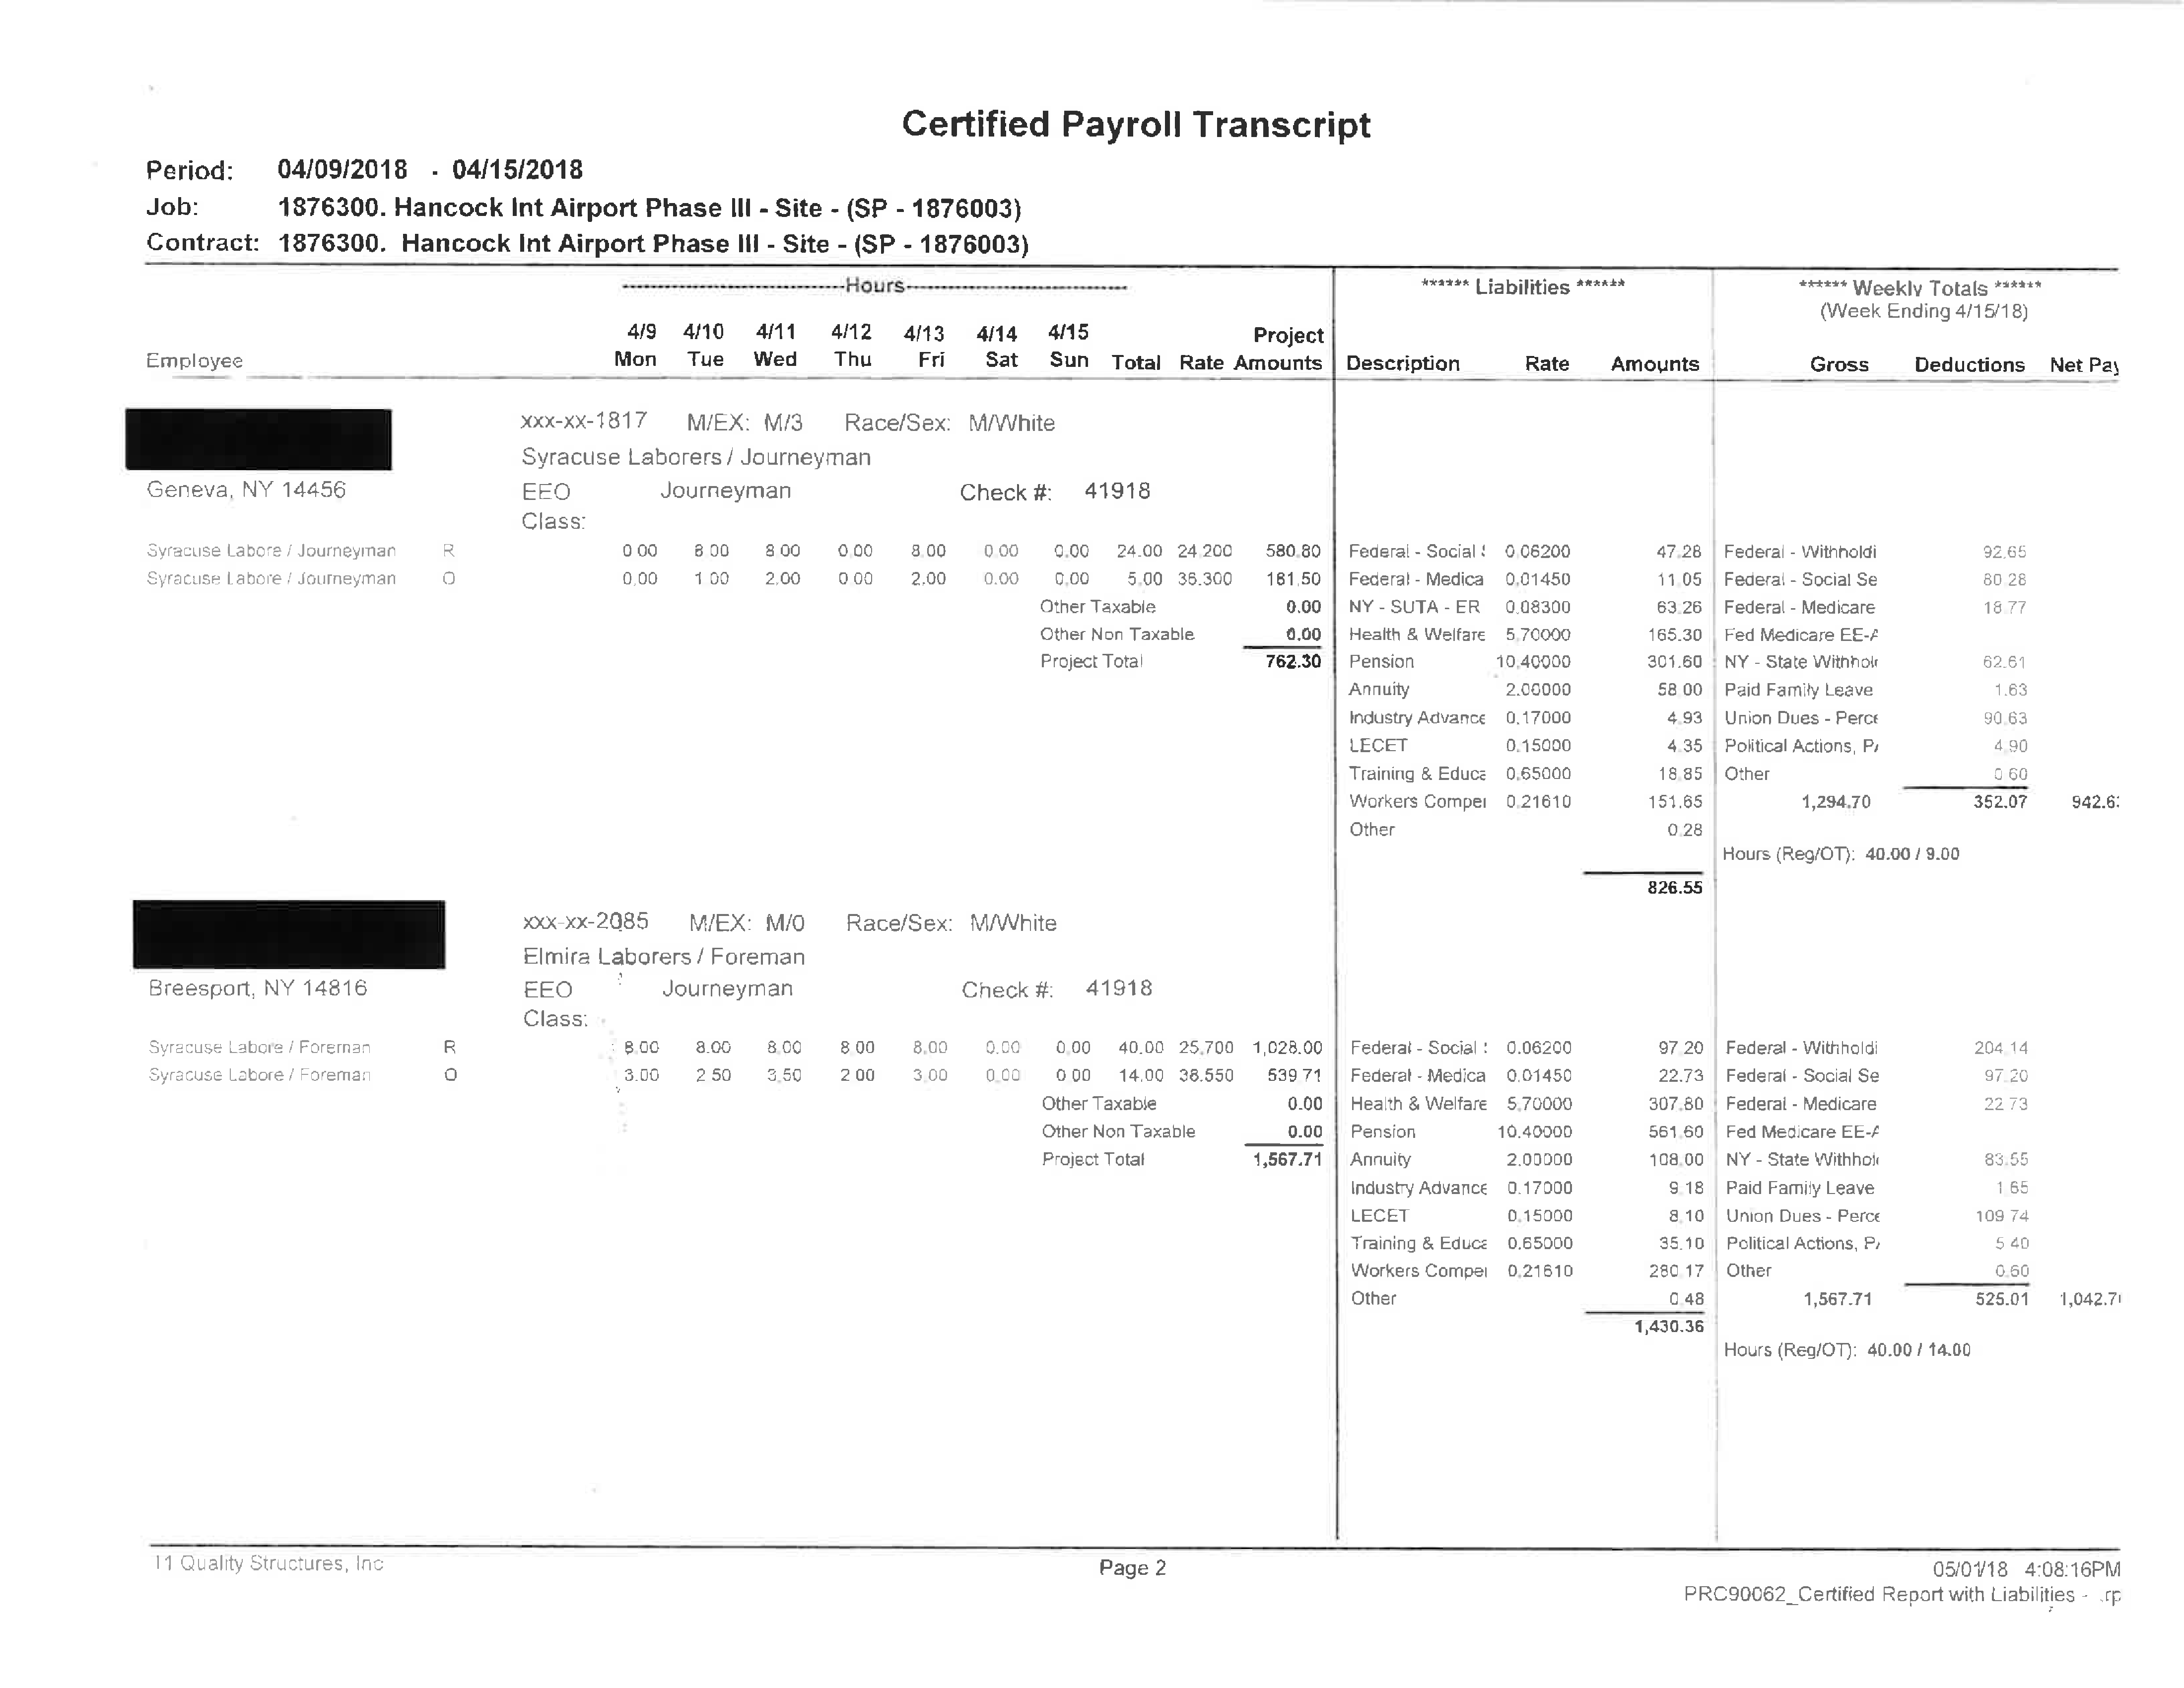 Certified Payroll Transcript
Period: 04/09/2018 - 04/15/2018
Job: 1876300. Hancock Int Airport Phase III - Site - (SP - 1876003)
Contract: 1876300. Hancock Int Airport Phase III - Site - (SP - 1876003)
Hours ****** Liabilities ****** ****** Weekly Totals ******
(Week Ending 4/15/18)
4/9 4/10 4/11 4/12 4/13 4/14 4/15 Project
Employee Mon Tue Wed Thu Fri Sat Sun Total Rate Amounts Description Rate Amounts Gross Deductions Net Pay
xxx-xx-1817 M/EX: M/3 Race/Sex: M/White
Syracuse Laborers / Journeyman
Geneva, NY 14456 EEO Journeyman Check #: 41918
Class:
Syracuse Labore / Journeyman R 0.00 8.00 8.00 0.00 8.00 0.00 0.00 24.00 24.200 580.80 Federal - Social 0.06200 47.28 Federal - Withholdi 92.65
Syracuse Labore / Journeyman O 0.00 1.00 2.00 0.00 2.00 0.00 0.00 5.00 36.300 181.50 Federal - Medica 0.01450 11.05 Federal - Social Se 80.28
Other Taxable 0.00 NY - SUTA - ER 0.08300 63.26 Federal - Medicare 18.77
Other Non Taxable 0.00 Health & Welfare 5.70000 165.30 Fed Medicare EE-A
Project Total 762.30 Pension 10.40000 301.60 NY - State Withhol 62.61
Annuity 2.00000 58.00 Paid Family Leave 1.63
Industry Advance 0.17000 4.93 Union Dues - Perce 90.63
LECET 0.15000 4.35 Political Actions, PA 4.90
Training & Educa 0.65000 18.85 Other 0.60
Workers Compe 0.21610 151.65 1,294.70 352.07 942.6
Other 0.28
Hours (Reg/OT): 40.00 / 9.00
826.55
xxx-xx-2085 M/EX: M/0 Race/Sex: M/White
Elmira Laborers / Foreman
Breesport, NY 14816 EEO Journeyman Check #: 41918
Class:
Syracuse Labore / Foreman R 8.00 8.00 8.00 8.00 8.00 0.00 0.00 40.00 25.700 1,028.00 Federal - Social 0.06200 97.20 Federal - Withholdi 204.14
Syracuse Labore / Foreman O 3.00 2.50 3.50 2.00 3.00 0.00 0.00 14.00 38.550 539.71 Federal - Medica 0.01450 22.73 Federal - Social Se 97.20
Other Taxable 0.00 Health & Welfare 5.70000 307.80 Federal - Medicare 22.73
Other Non Taxable 0.00 Pension 10.40000 561.60 Fed Medicare EE-A
Project Total 1,567.71 Annuity 2.00000 108.00 NY - State Withhol 83.55
Industry Advance 0.17000 9.18 Paid Family Leave 1.65
LECET 0.15000 8.10 Union Dues - Perce 109.74
Training & Educa 0.65000 35.10 Political Actions, PA 5.40
Workers Compe 0.21610 280.17 Other 0.60
Other 0.48 1,567.71 525.01 1,042.7
1,430.36
Hours (Reg/OT): 40.00 / 14.00
11 Quality Structures, Inc Page 2 05/01/18 4:08:16PM
PRC90062_Certified Report with Liabilities - .rp